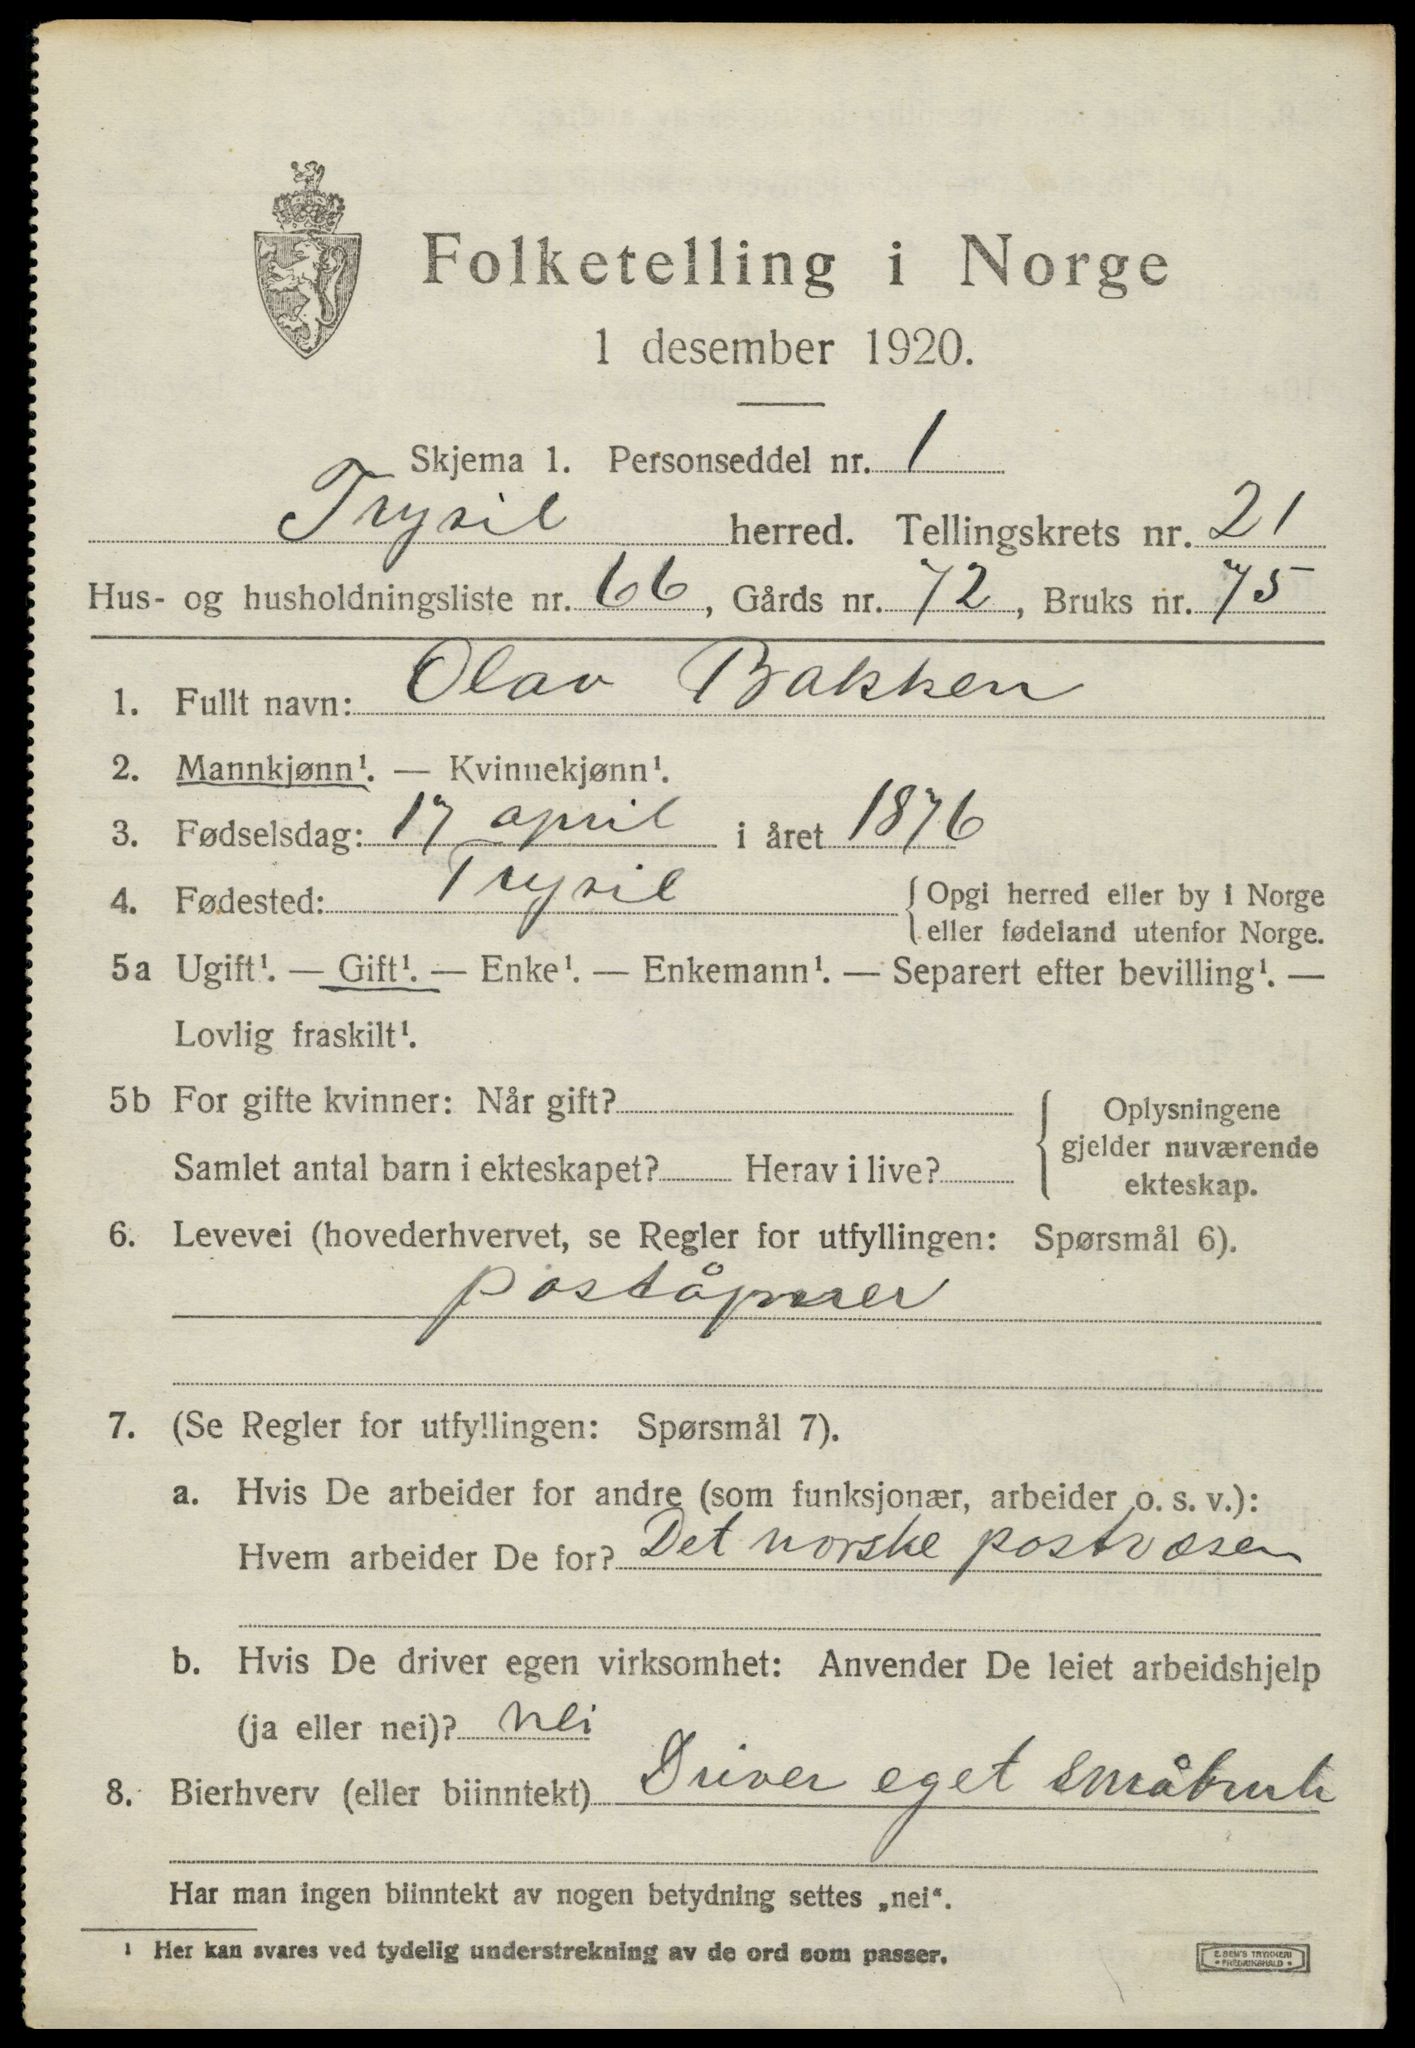 Folketelling i Norge
1 desember 1920.
Skjema 1. Personseddel nr. 1
Trysil herred. Tellingskrets nr. 21
Hus- og husholdningsliste nr. 66, Gårds nr. 72, Bruks nr. 75
1. Fullt navn: Olav Bakken
2. Mannkjønn¹. — Kvinnekjønn¹.
3. Fødselsdag: 17 april i året 1876
4. Fødested: Trysil { Opgi herred eller by i Norge
eller fødeland utenfor Norge.
5a Ugift¹. — Gift¹. — Enke¹. — Enkemann¹. — Separert efter bevilling¹. —
Lovlig fraskilt¹.
5b For gifte kvinner: Når gift?
Samlet antal barn i ekteskapet? Herav i live?
{ Oplysningene
gjelder nuværende
ekteskap.
6. Levevei (hovederhvervet, se Regler for utfyllingen: Spørsmål 6).
poståpner
7. (Se Regler for utfyllingen: Spørsmål 7).
a. Hvis De arbeider for andre (som funksjonær, arbeider o. s. v.):
Hvem arbeider De for? Det norske postvæsen
b. Hvis De driver egen virksomhet: Anvender De leiet arbeidshjelp
(ja eller nei)? nei
8. Bierhverv (eller biinntekt) Driver eget småbruk
Har man ingen biinntekt av nogen betydning settes „nei“.
¹ Her kan svares ved tydelig understrekning av de ord som passer.
E. SEM'S TRYKKERI
• FREDRIKSHALD •